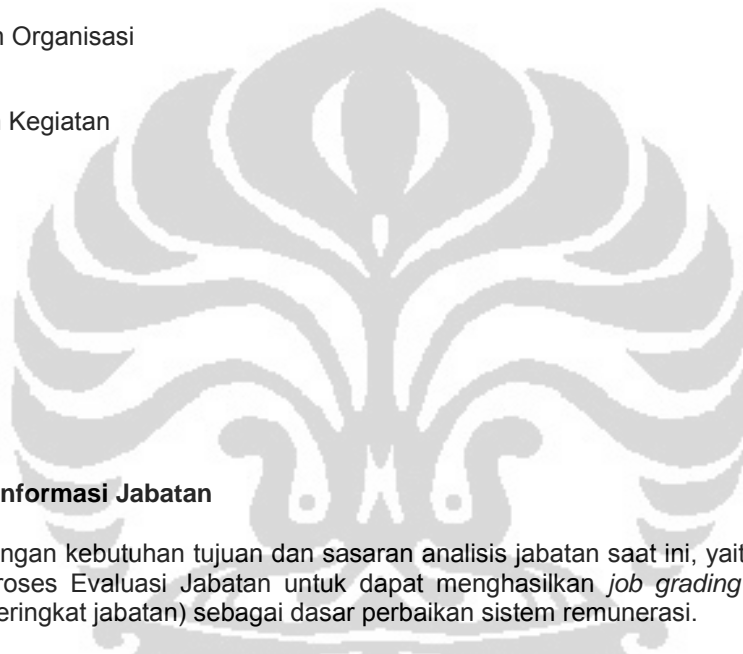 n Organisasi
Kegiatan
nformasi Jabatan
ngan kebutuhan tujuan dan sasaran analisis jabatan saat ini, yait
roses Evaluasi Jabatan untuk dapat menghasilkan job grading
eringkat jabatan) sebagai dasar perbaikan sistem remunerasi.